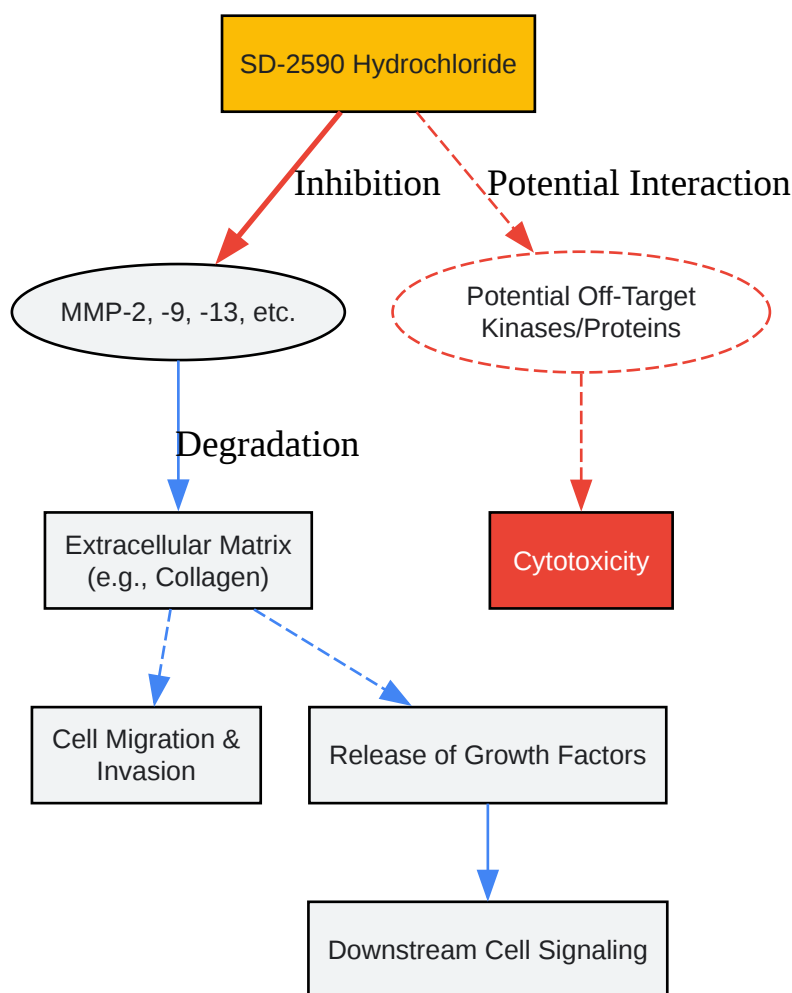 SD-2590 Hydrochloride
Inhibition
Potential Interaction
MMP-2, -9, -13, etc.
Potential Off-Target
Kinases/Proteins
Degradation
Extracellular Matrix
(e.g., Collagen)
Cytotoxicity
Cell Migration &
Invasion
Release of Growth Factors
Downstream Cell Signaling